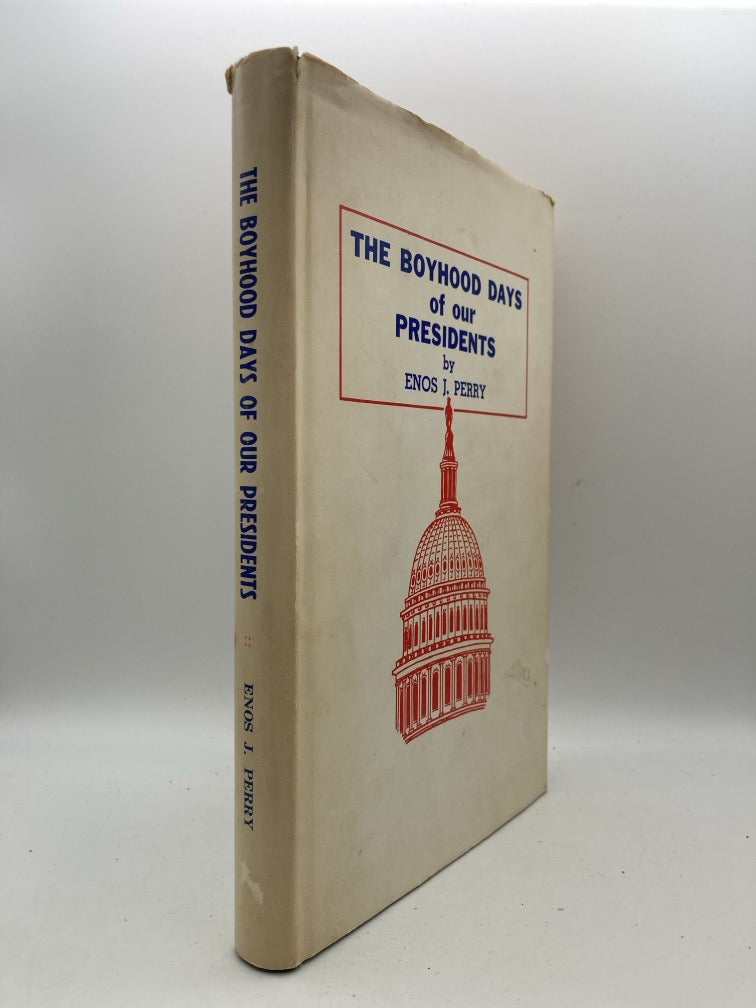 THE BOYHOOD DAYS OF OUR PRESIDENTS :: ENOS J. PERRY
THE BOYHOOD DAYS
of our
PRESIDENTS
by
ENOS J. PERRY